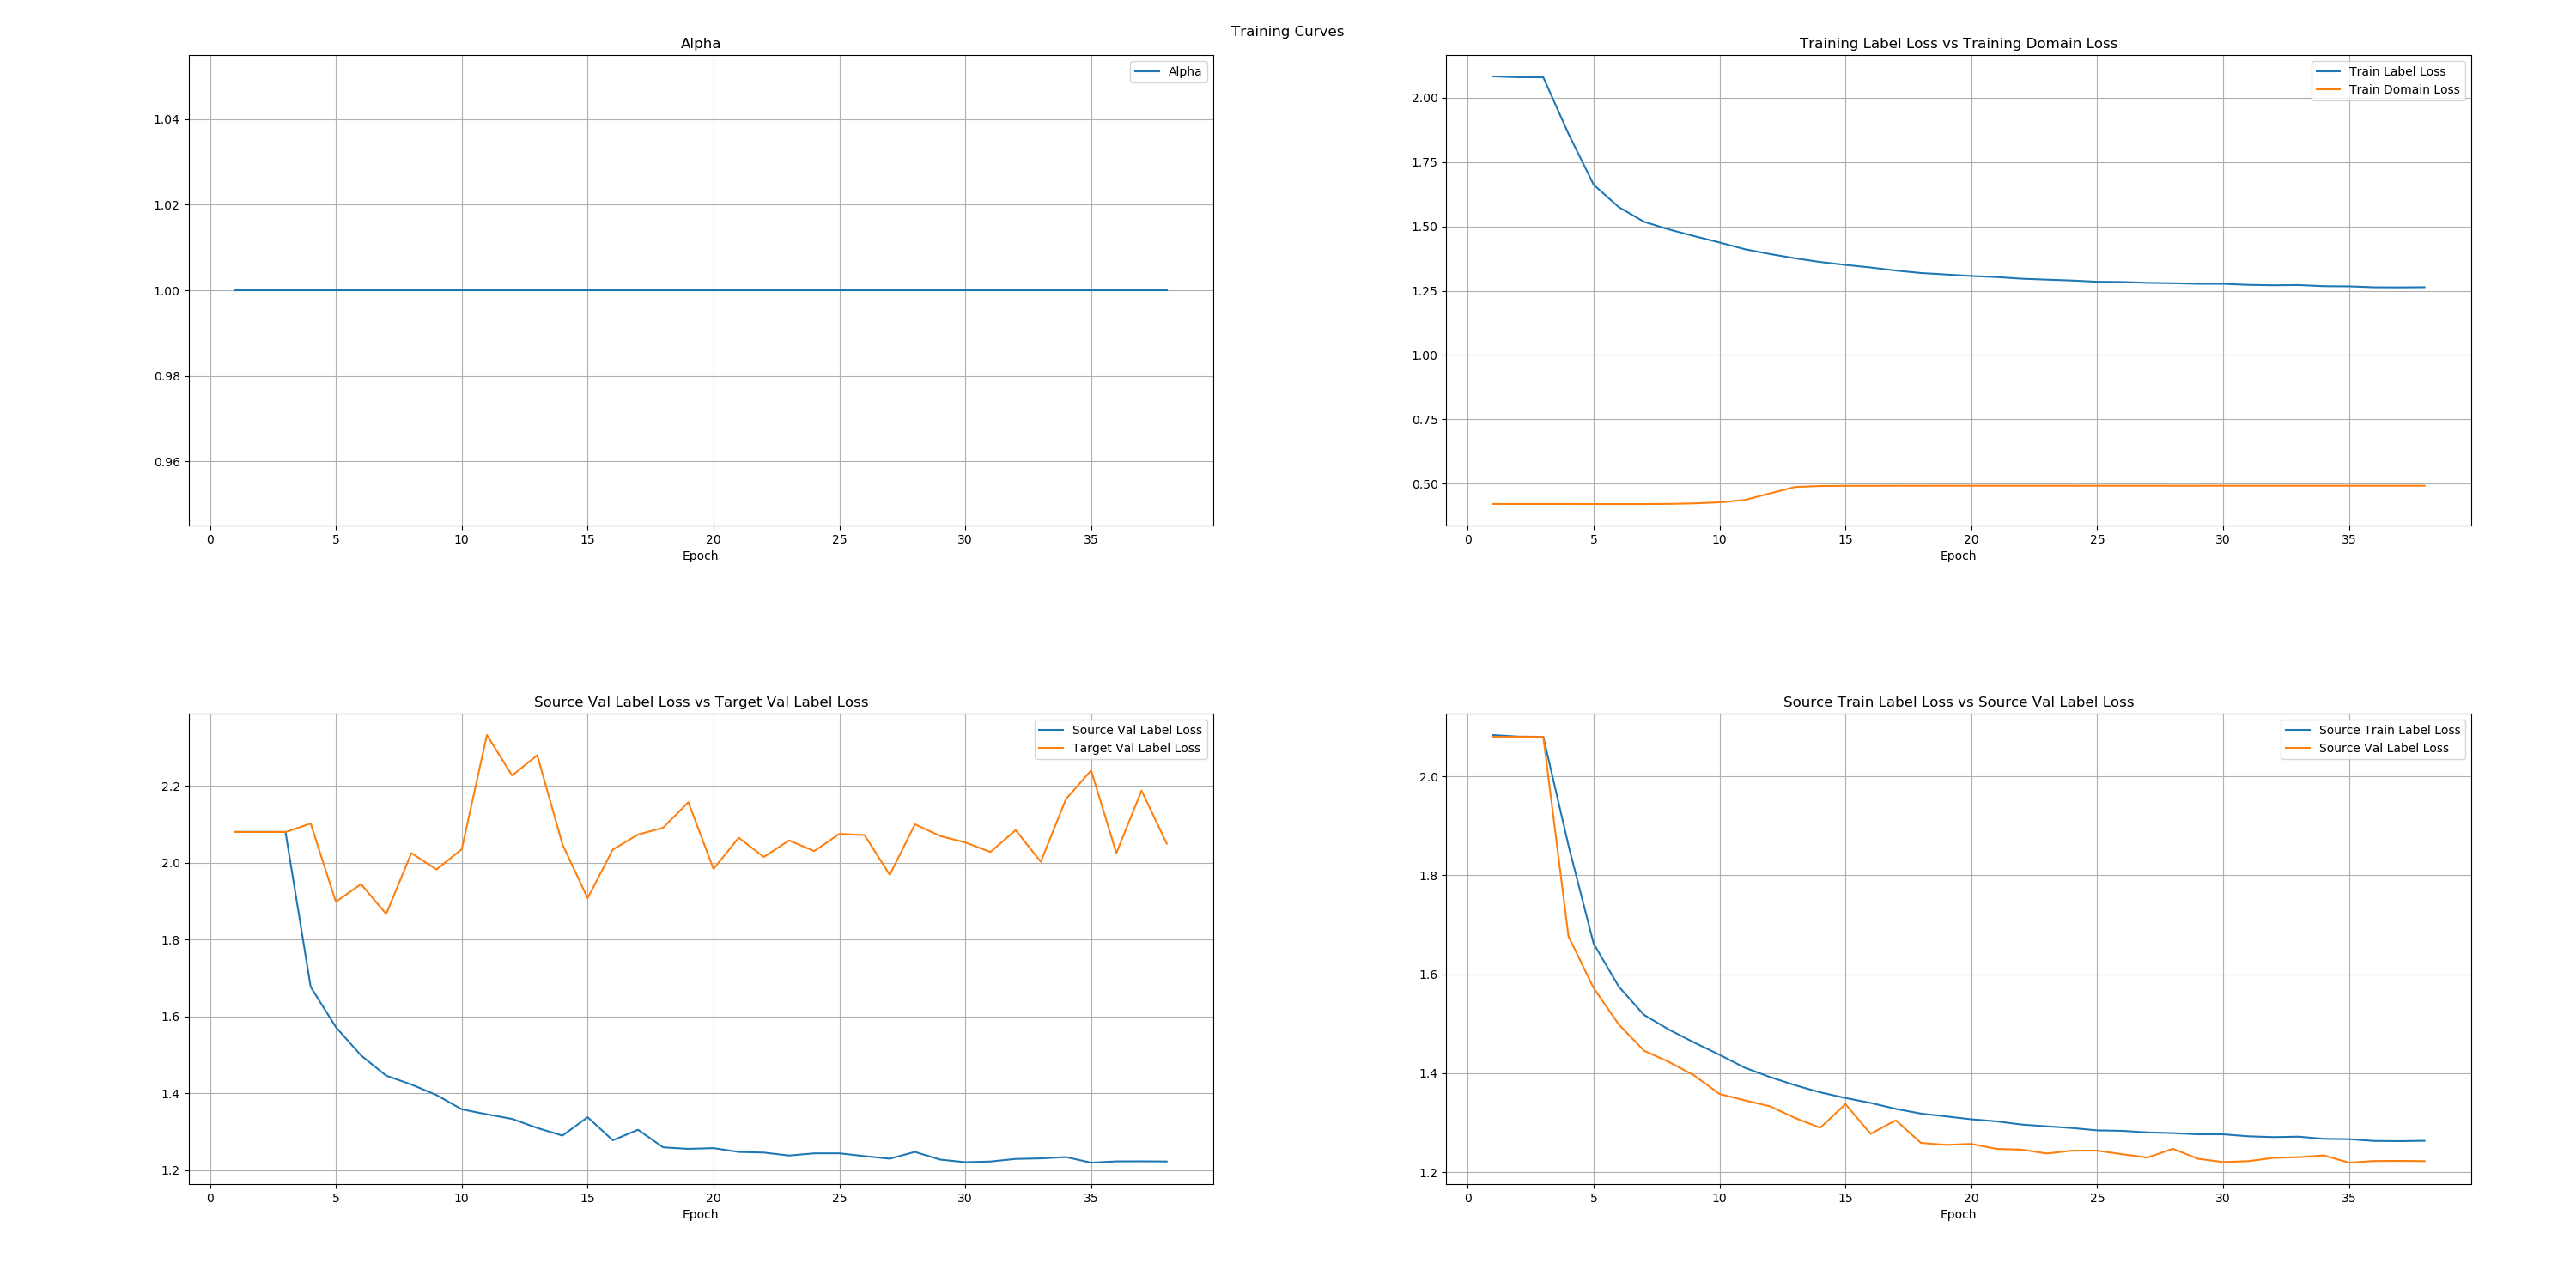 Training Curves
Alpha
Alpha
1.04
1.02
1.00
0.98
0.96
0 5 10 15 20 25 30 35
Epoch
Training Label Loss vs Training Domain Loss
Train Label Loss
Train Domain Loss
2.00
1.75
1.50
1.25
1.00
0.75
0.50
0 5 10 15 20 25 30 35
Epoch
Source Val Label Loss vs Target Val Label Loss
Source Val Label Loss
Target Val Label Loss
2.2
2.0
1.8
1.6
1.4
1.2
0 5 10 15 20 25 30 35
Epoch
Source Train Label Loss vs Source Val Label Loss
Source Train Label Loss
Source Val Label Loss
2.0
1.8
1.6
1.4
1.2
0 5 10 15 20 25 30 35
Epoch